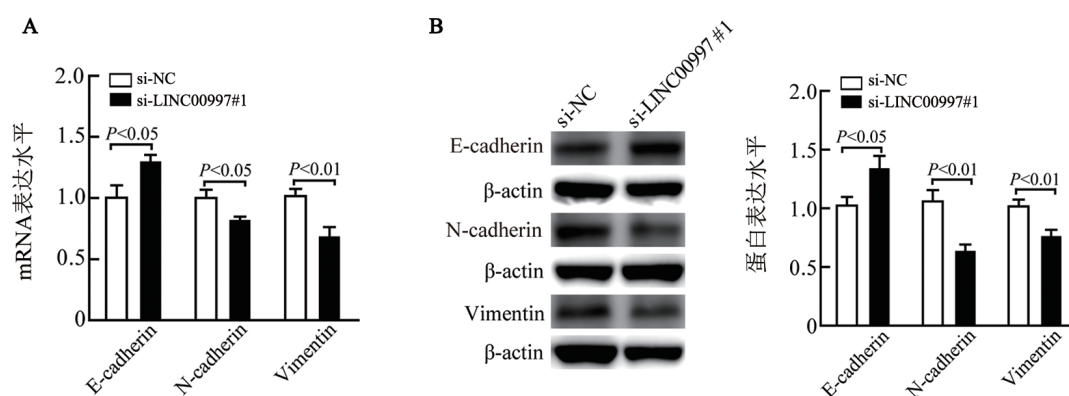 A
si-NC
si-LINC00997#1
mRNA表达水平
2.0
1.5
1.0
0.5
0
P<0.05
P<0.05
P<0.01
E-cadherin
N-cadherin
Vimentin
B
si-NC
si-LINC00997 #1
E-cadherin
β-actin
N-cadherin
β-actin
Vimentin
β-actin
si-NC
si-LINC00997#1
蛋白表达水平
2.0
1.5
1.0
0.5
0
P<0.05
P<0.01
P<0.01
E-cadherin
N-cadherin
Vimentin